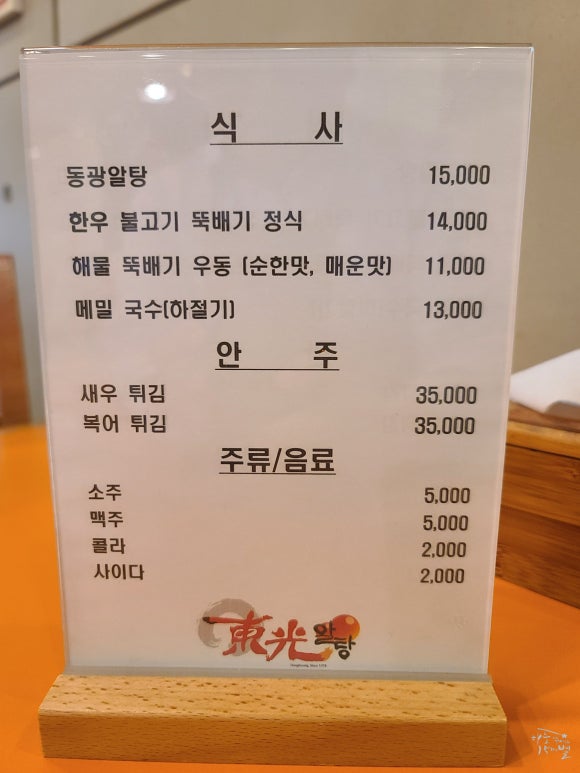 식 사
동광알탕 15,000
한우 불고기 뚝배기 정식 14,000
해물 뚝배기 우동 (순한맛, 매운맛) 11,000
메밀 국수(하절기) 13,000
안 주
새우 튀김 35,000
복어 튀김 35,000
주류/음료
소주 5,000
맥주 5,000
콜라 2,000
사이다 2,000
東光 알탕